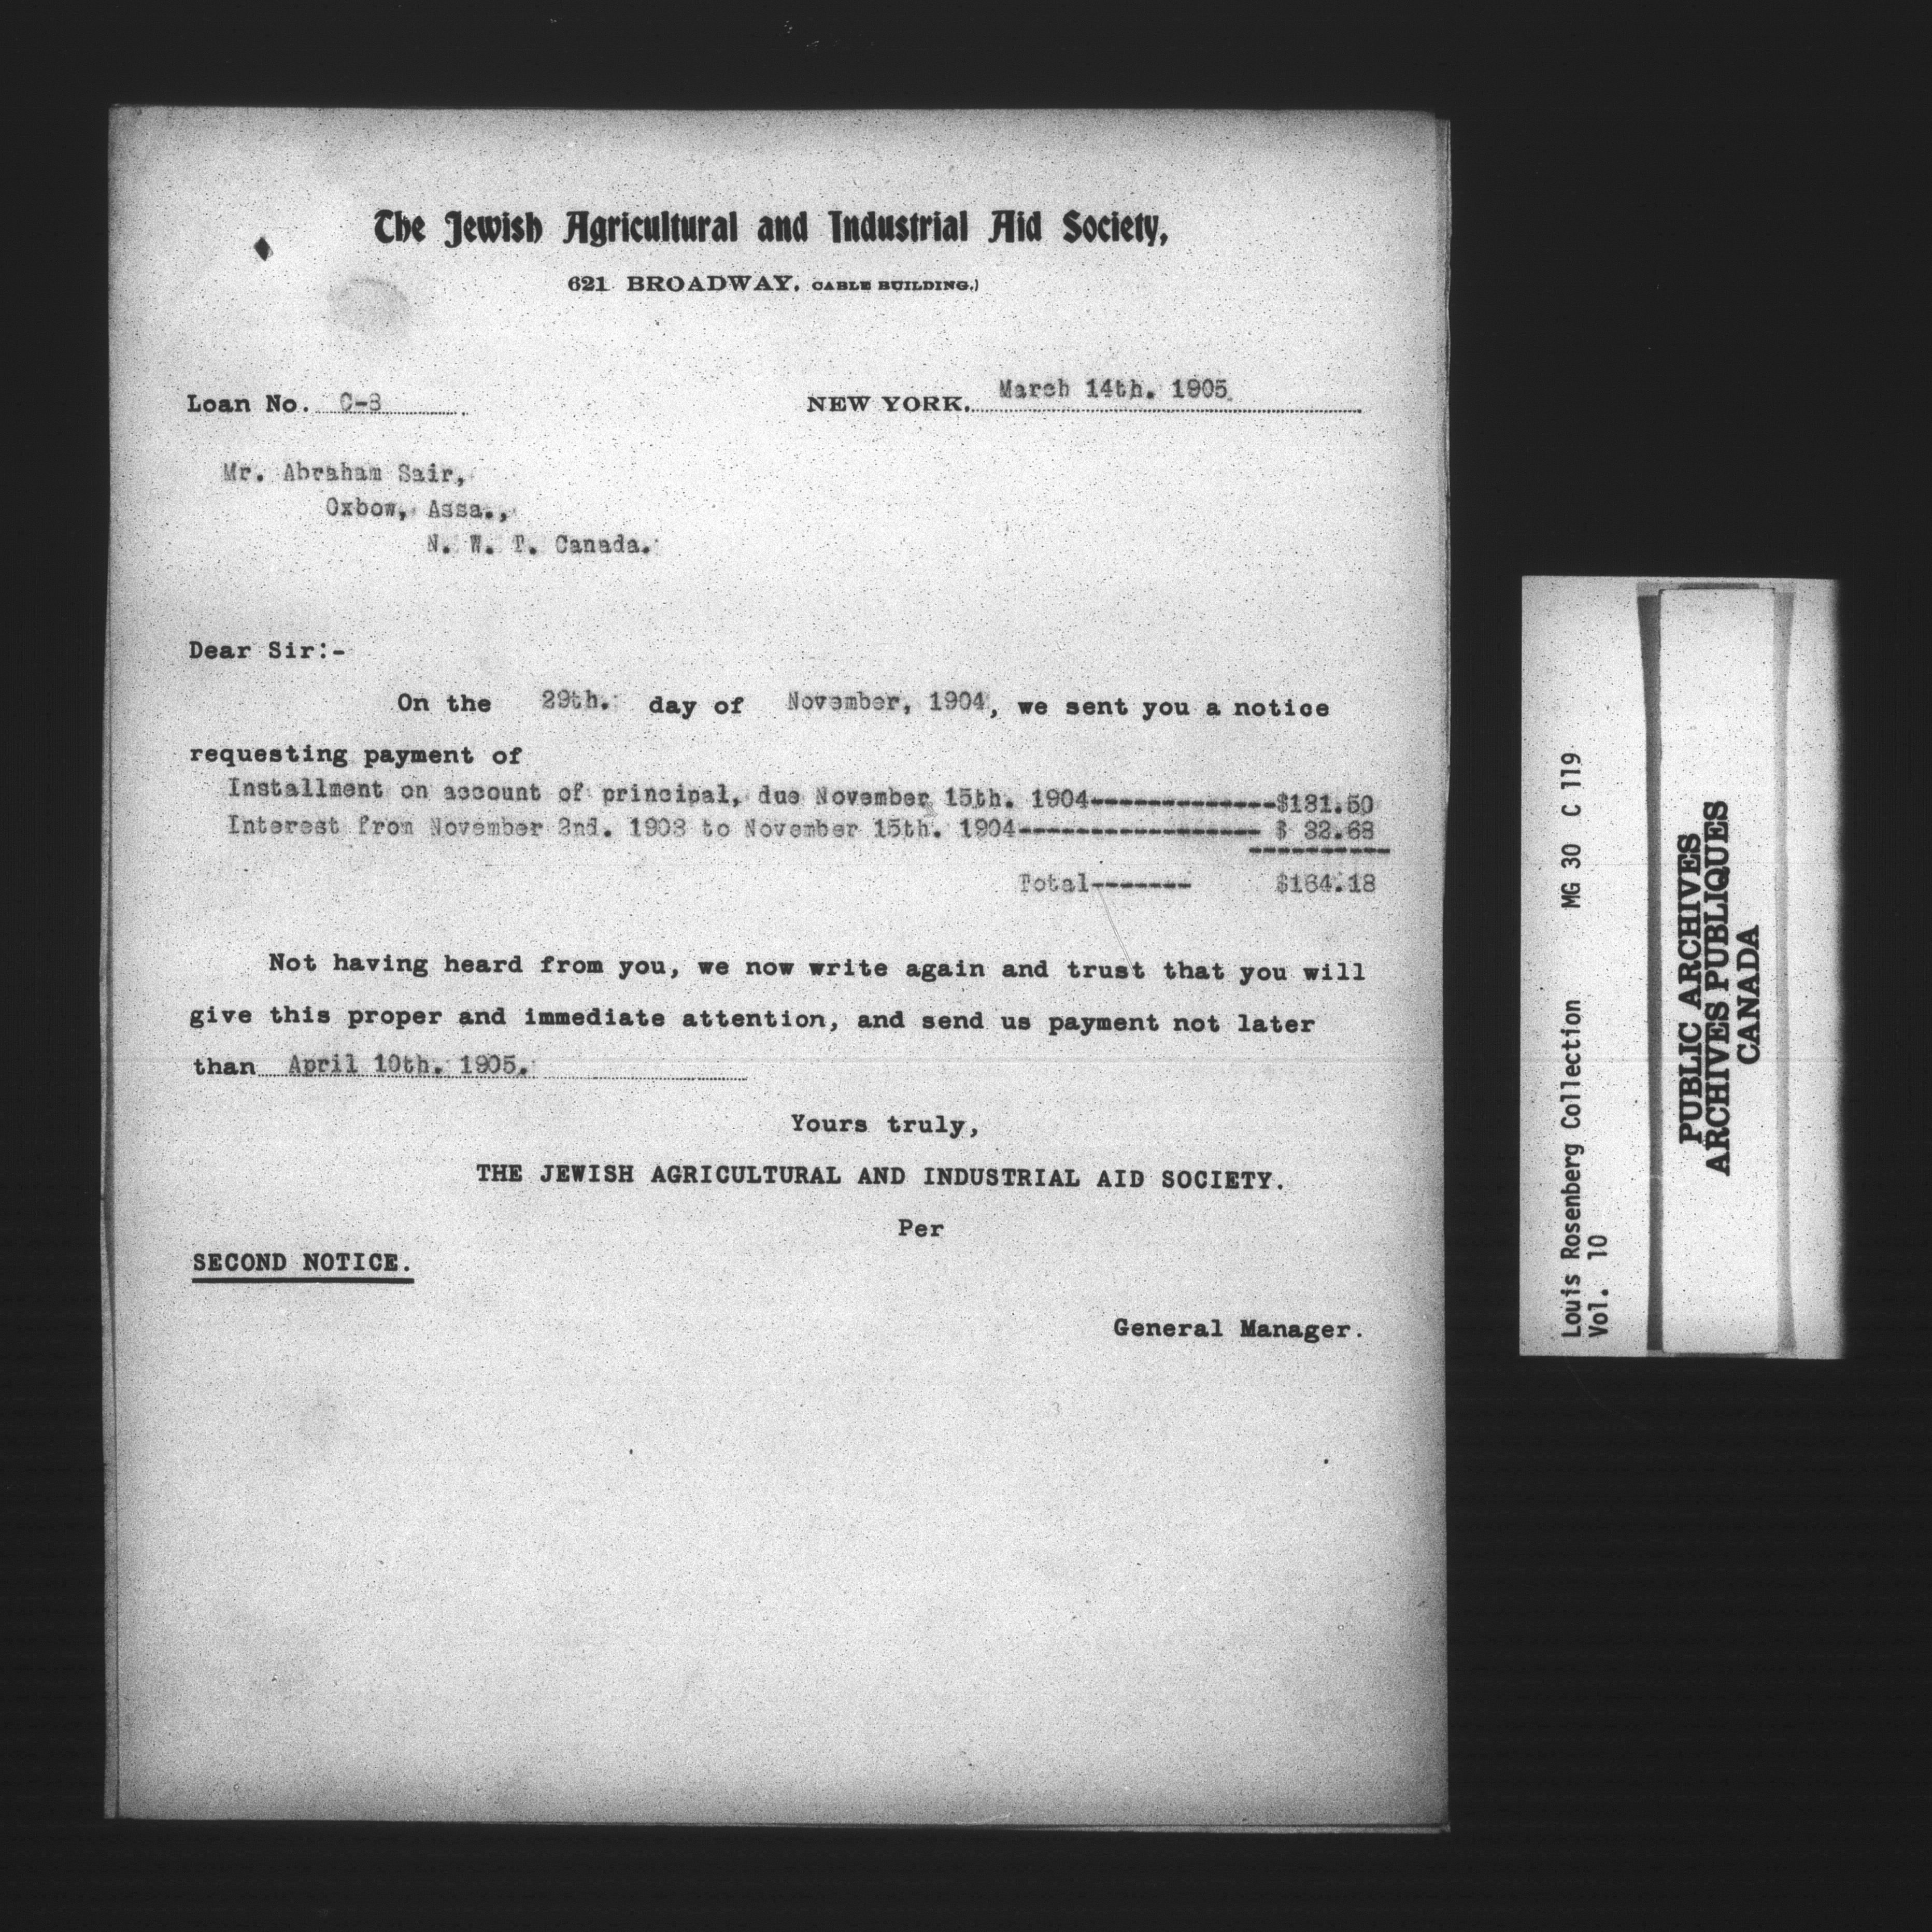 The Jewish Agricultural and Industrial Aid Society,
621 BROADWAY, CABLE BUILDING.)
Loan No. C-8
NEW YORK, March 14th. 1905.
Mr. Abraham Sair,
Oxbow, Assa.,
N. W. T. Canada.
Dear Sir:-
On the 29th. day of November, 1904, we sent you a notice
requesting payment of
Installment on account of principal, due November 15th. 1904--------------$131.50
Interest from November 2nd. 1903 to November 15th. 1904------------------ $ 32.68
Total------- $164.18
Not having heard from you, we now write again and trust that you will
give this proper and immediate attention, and send us payment not later
than April 10th. 1905.
Yours truly,
THE JEWISH AGRICULTURAL AND INDUSTRIAL AID SOCIETY.
Per
SECOND NOTICE.
General Manager.
Louis Rosenberg Collection MG 30 C 119
Vol. 10
PUBLIC ARCHIVES
ARCHIVES PUBLIQUES
CANADA